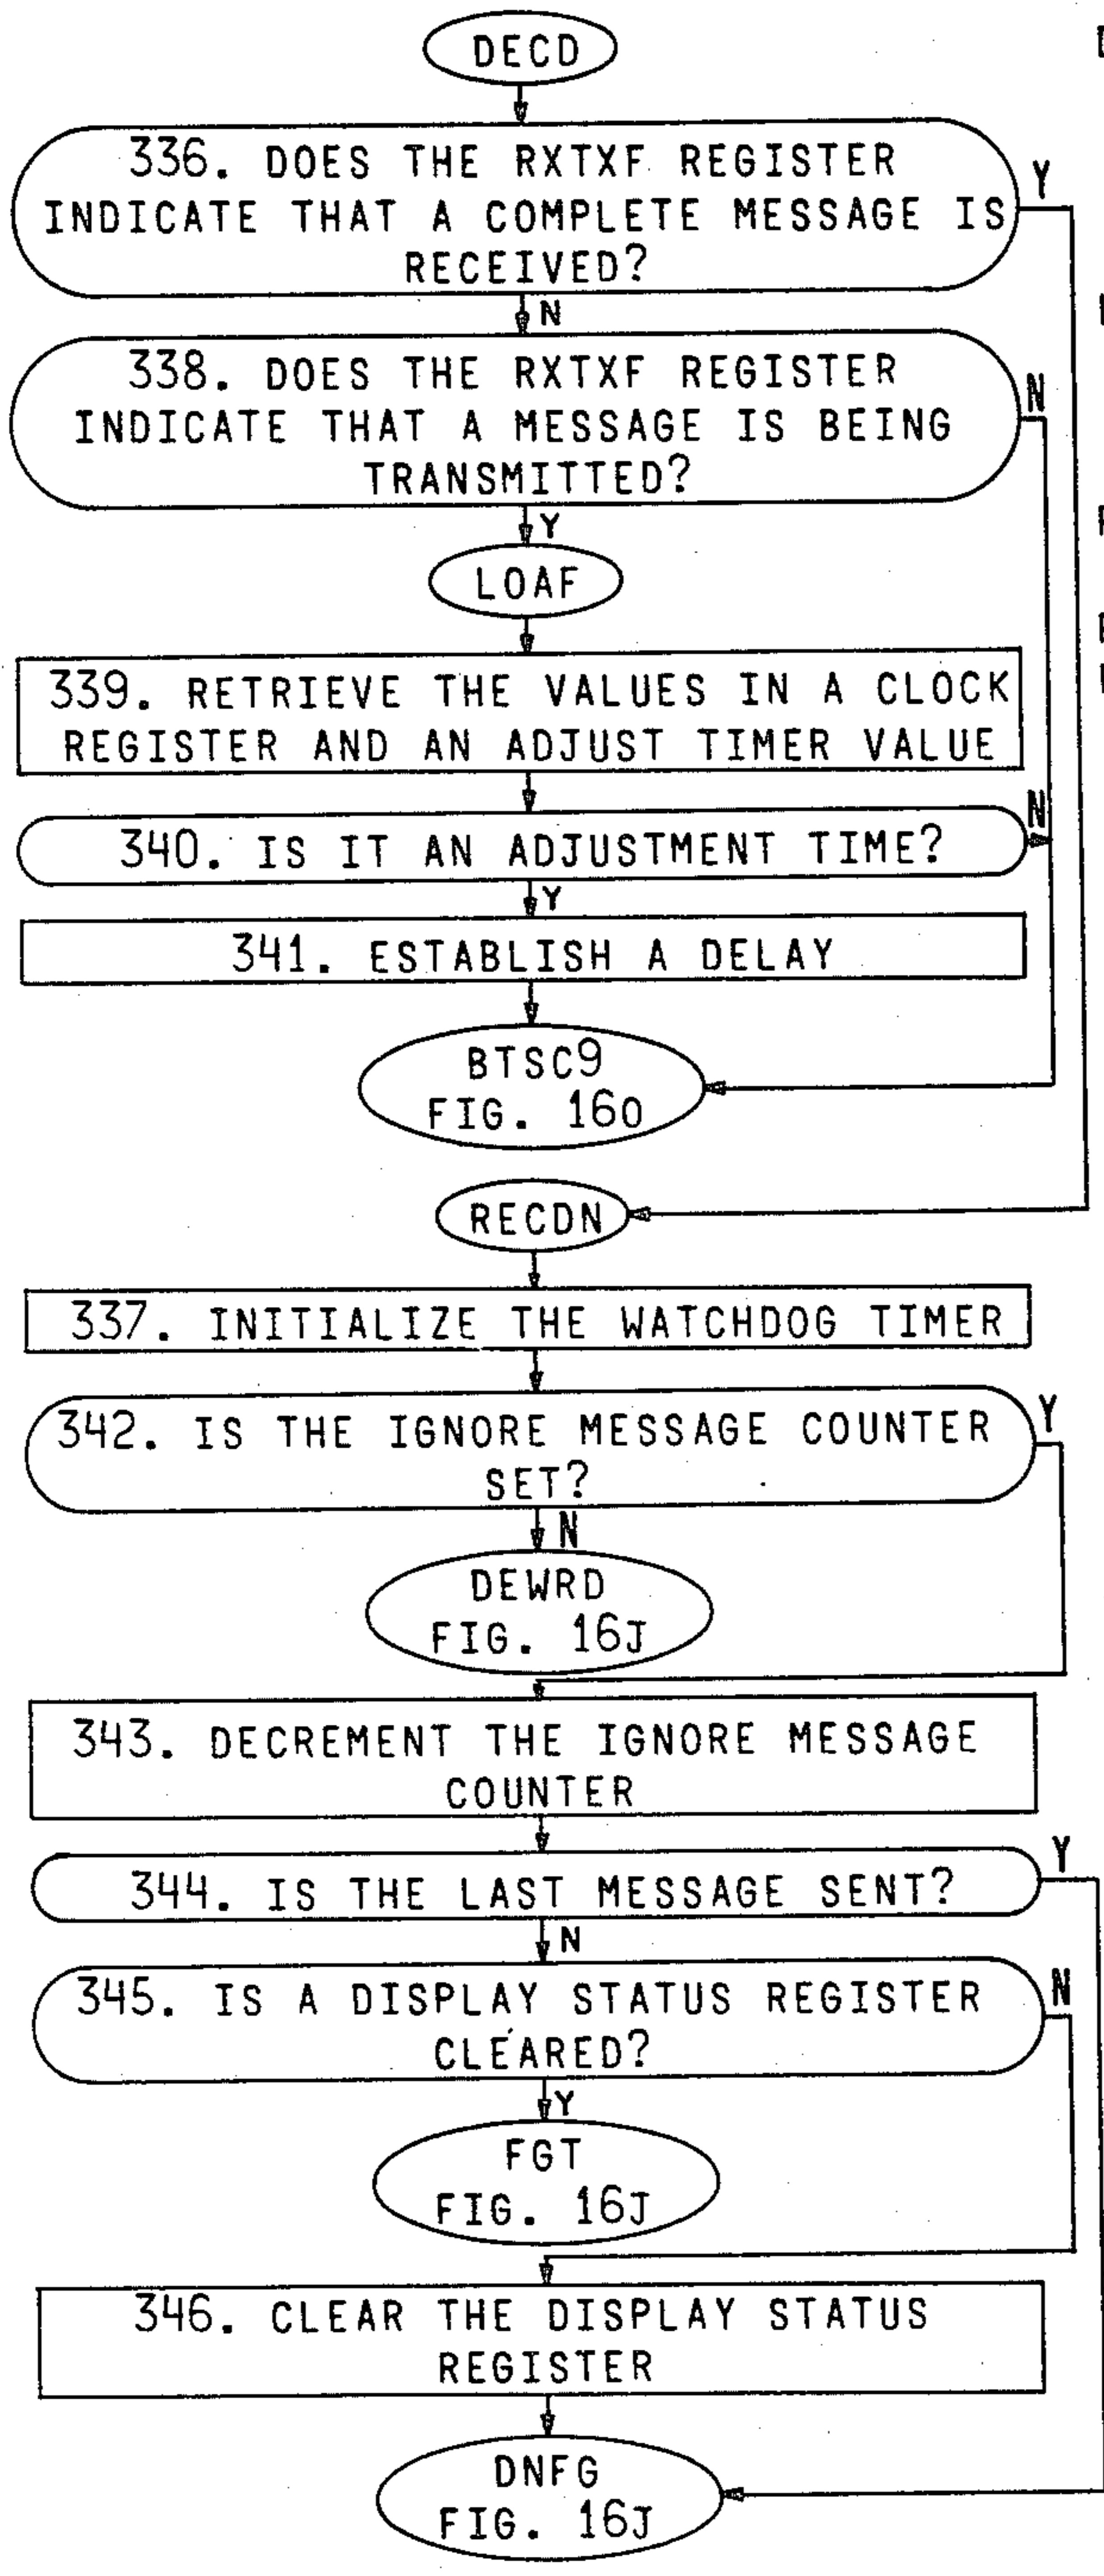 DECD
336. DOES THE RXTXF REGISTER
INDICATE THAT A COMPLETE MESSAGE IS
RECEIVED?
Y
N
338. DOES THE RXTXF REGISTER
INDICATE THAT A MESSAGE IS BEING
TRANSMITTED?
N
Y
LOAF
339. RETRIEVE THE VALUES IN A CLOCK
REGISTER AND AN ADJUST TIMER VALUE
340. IS IT AN ADJUSTMENT TIME?
N
Y
341. ESTABLISH A DELAY
BTSC9
FIG. 16O
RECDN
337. INITIALIZE THE WATCHDOG TIMER
342. IS THE IGNORE MESSAGE COUNTER
SET?
Y
N
DEWRD
FIG. 16J
343. DECREMENT THE IGNORE MESSAGE
COUNTER
344. IS THE LAST MESSAGE SENT?
Y
N
345. IS A DISPLAY STATUS REGISTER
CLEARED?
N
Y
FGT
FIG. 16J
346. CLEAR THE DISPLAY STATUS
REGISTER
DNFG
FIG. 16J